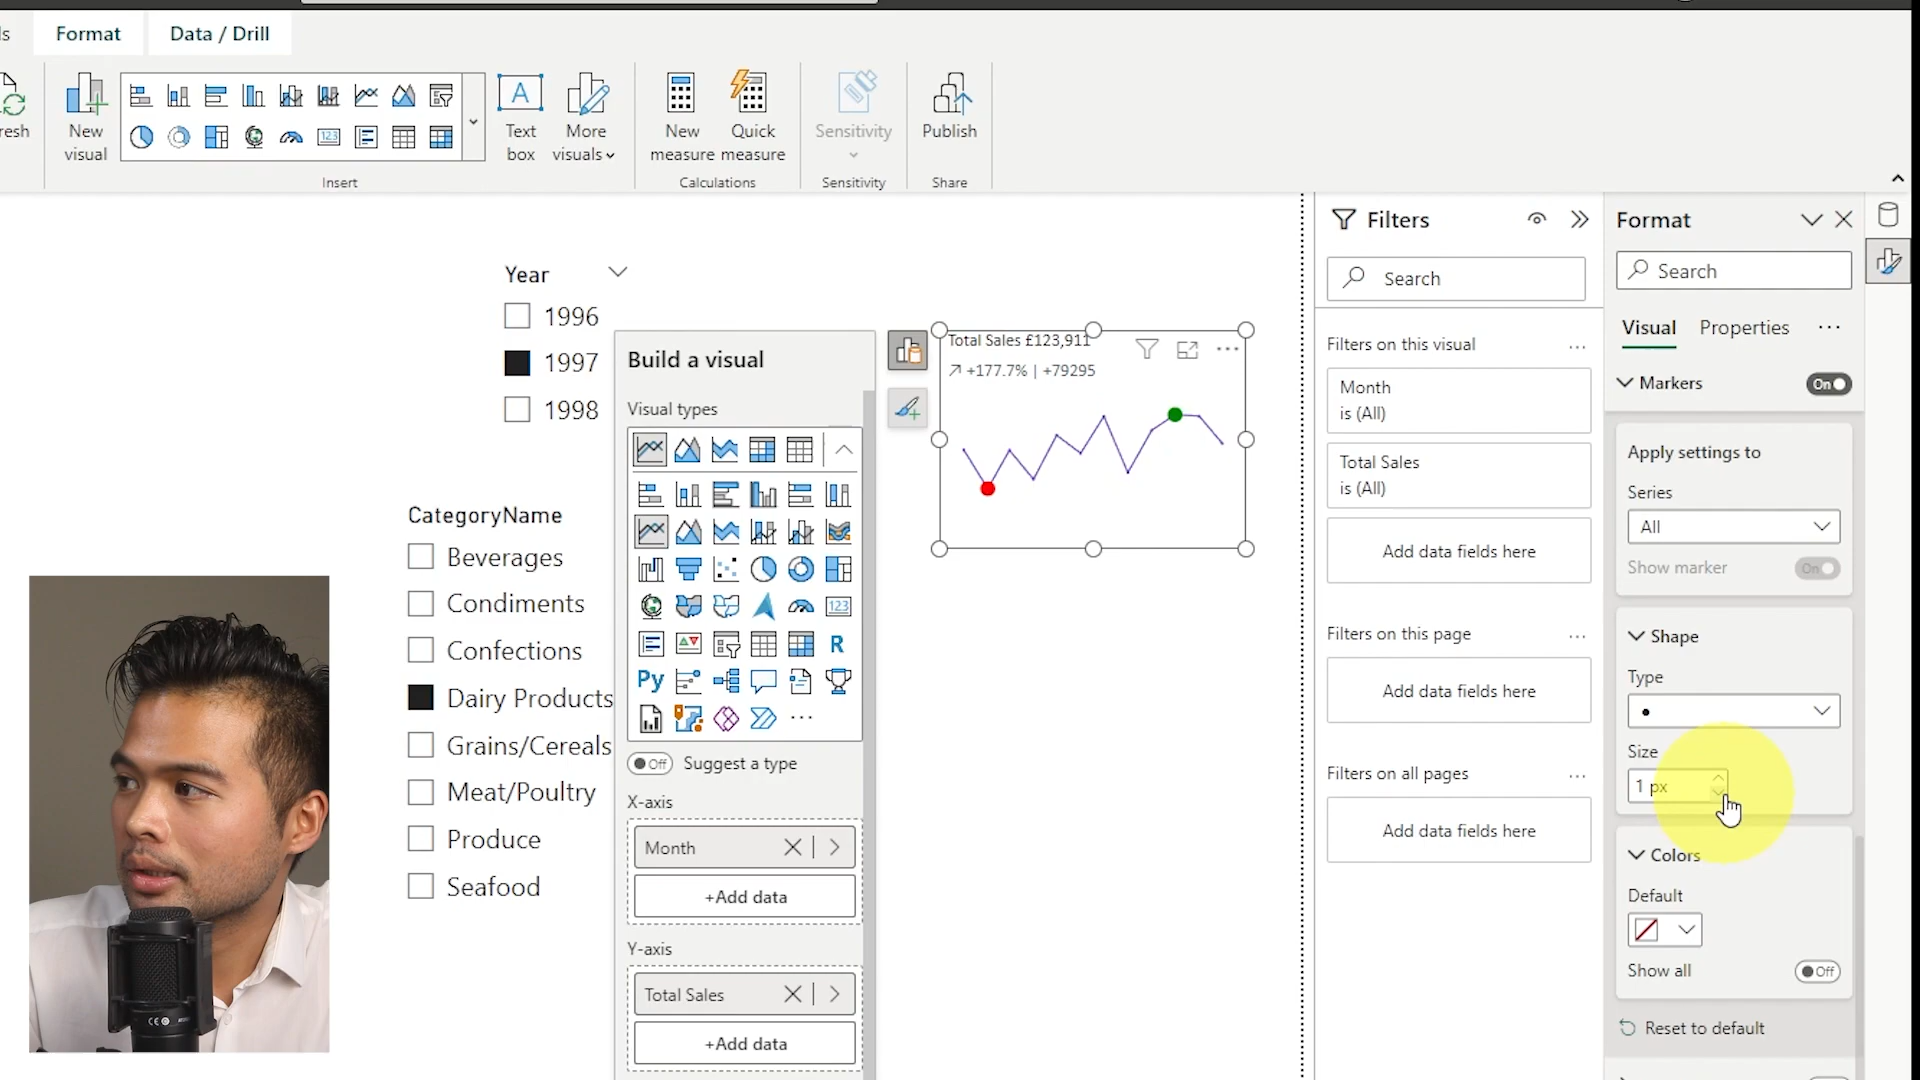 ls
Format
Data / Drill
resh
New
visual
A
Text
box
More
visuals
New
measure
Quick
measure
Sensitivity
Publish
Insert
Calculations
Sensitivity
Share
Year
1996
1997
1998
CategoryName
Beverages
Condiments
Confections
Dairy Products
Grains/Cereals
Meat/Poultry
Produce
Seafood
Build a visual
Visual types
123
R
Py
Off
Suggest a type
X-axis
Month
+Add data
Y-axis
Total Sales
+Add data
Total Sales £123,911
+177.7% | +79295
Filters
Search
Filters on this visual
Month
is (All)
Total Sales
is (All)
Add data fields here
Filters on this page
Add data fields here
Filters on all pages
Add data fields here
Format
Search
Visual
Properties
Markers
On
Apply settings to
Series
All
Show marker
On
Shape
Type
Size
1 px
Colors
Default
Show all
Off
Reset to default